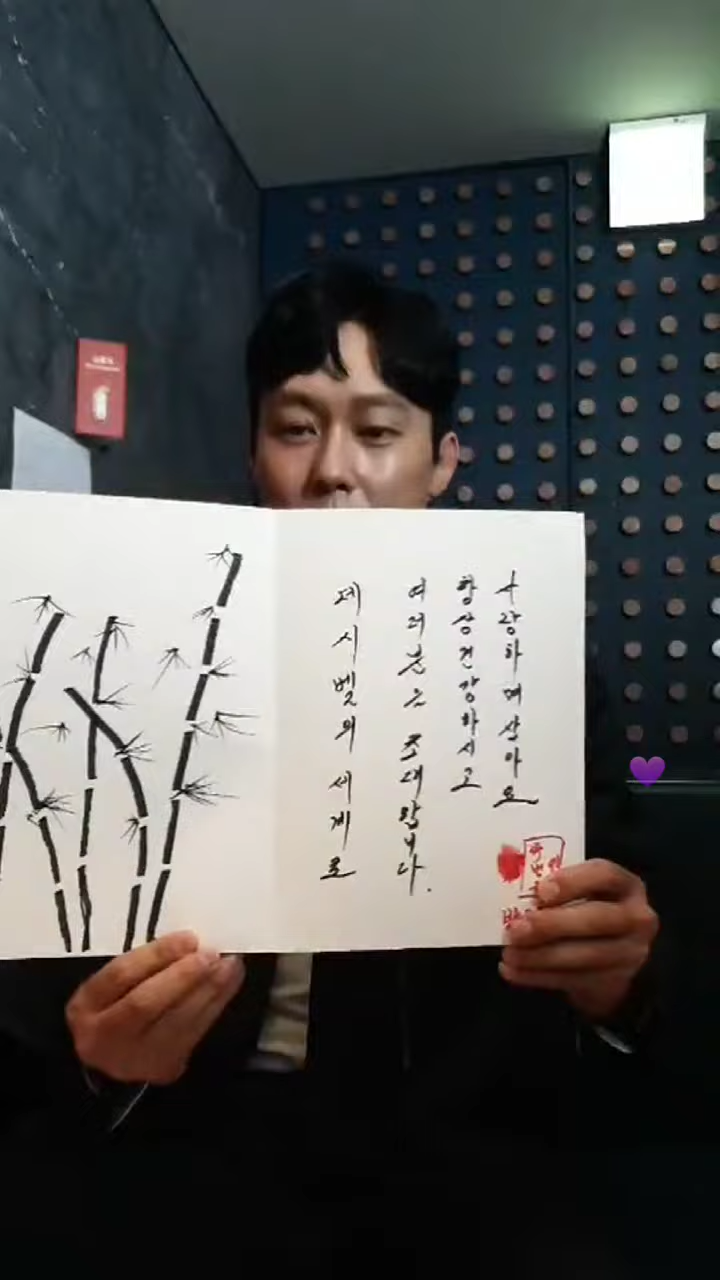 제시벨의 세계로
여러분을 초대합니다.
항상건강하시고
사랑하며살아요